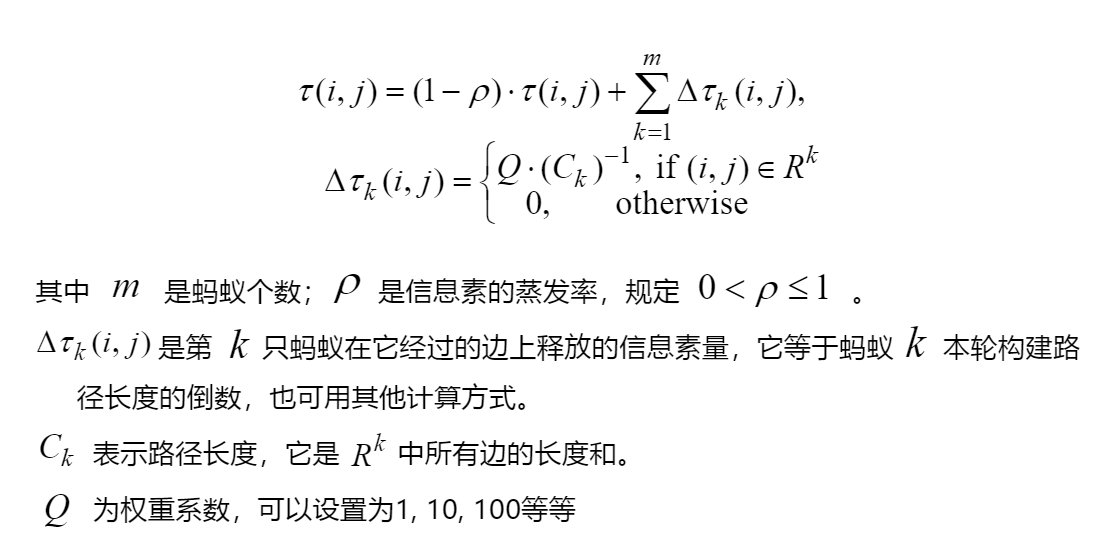 τ(i, j) = (1 − ρ) · τ(i, j) + ∑_{k=1}^{m} Δτ_k (i, j),
Δτ_k (i, j) = { Q · (C_k)^{−1}, if (i, j) ∈ R^k
0, otherwise
其中 m 是蚂蚁个数；ρ 是信息素的蒸发率，规定 0 < ρ ≤ 1 。
Δτ_k (i, j) 是第 k 只蚂蚁在它经过的边上释放的信息素量，它等于蚂蚁 k 本轮构建路
径长度的倒数，也可用其他计算方式。
C_k 表示路径长度，它是 R^k 中所有边的长度和。
Q 为权重系数，可以设置为1, 10, 100等等